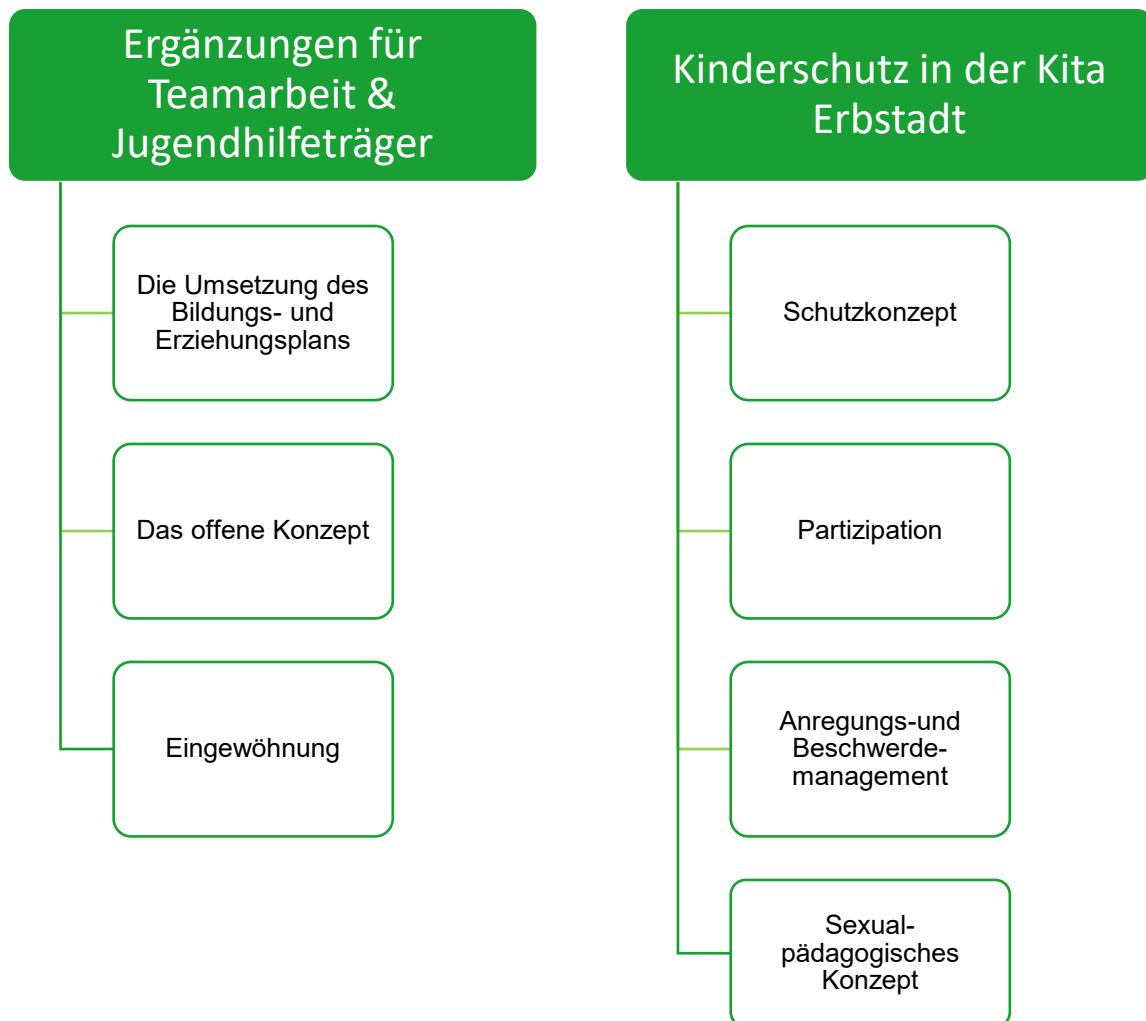 Ergänzungen für
Teamarbeit &
Jugendhilfeträger
Die Umsetzung des
Bildungs- und
Erziehungsplans
Das offene Konzept
Eingewöhnung
Kinderschutz in der Kita
Erbstadt
Schutzkonzept
Partizipation
Anregungs-und
Beschwerde-
management
Sexual-
pädagogisches
Konzept